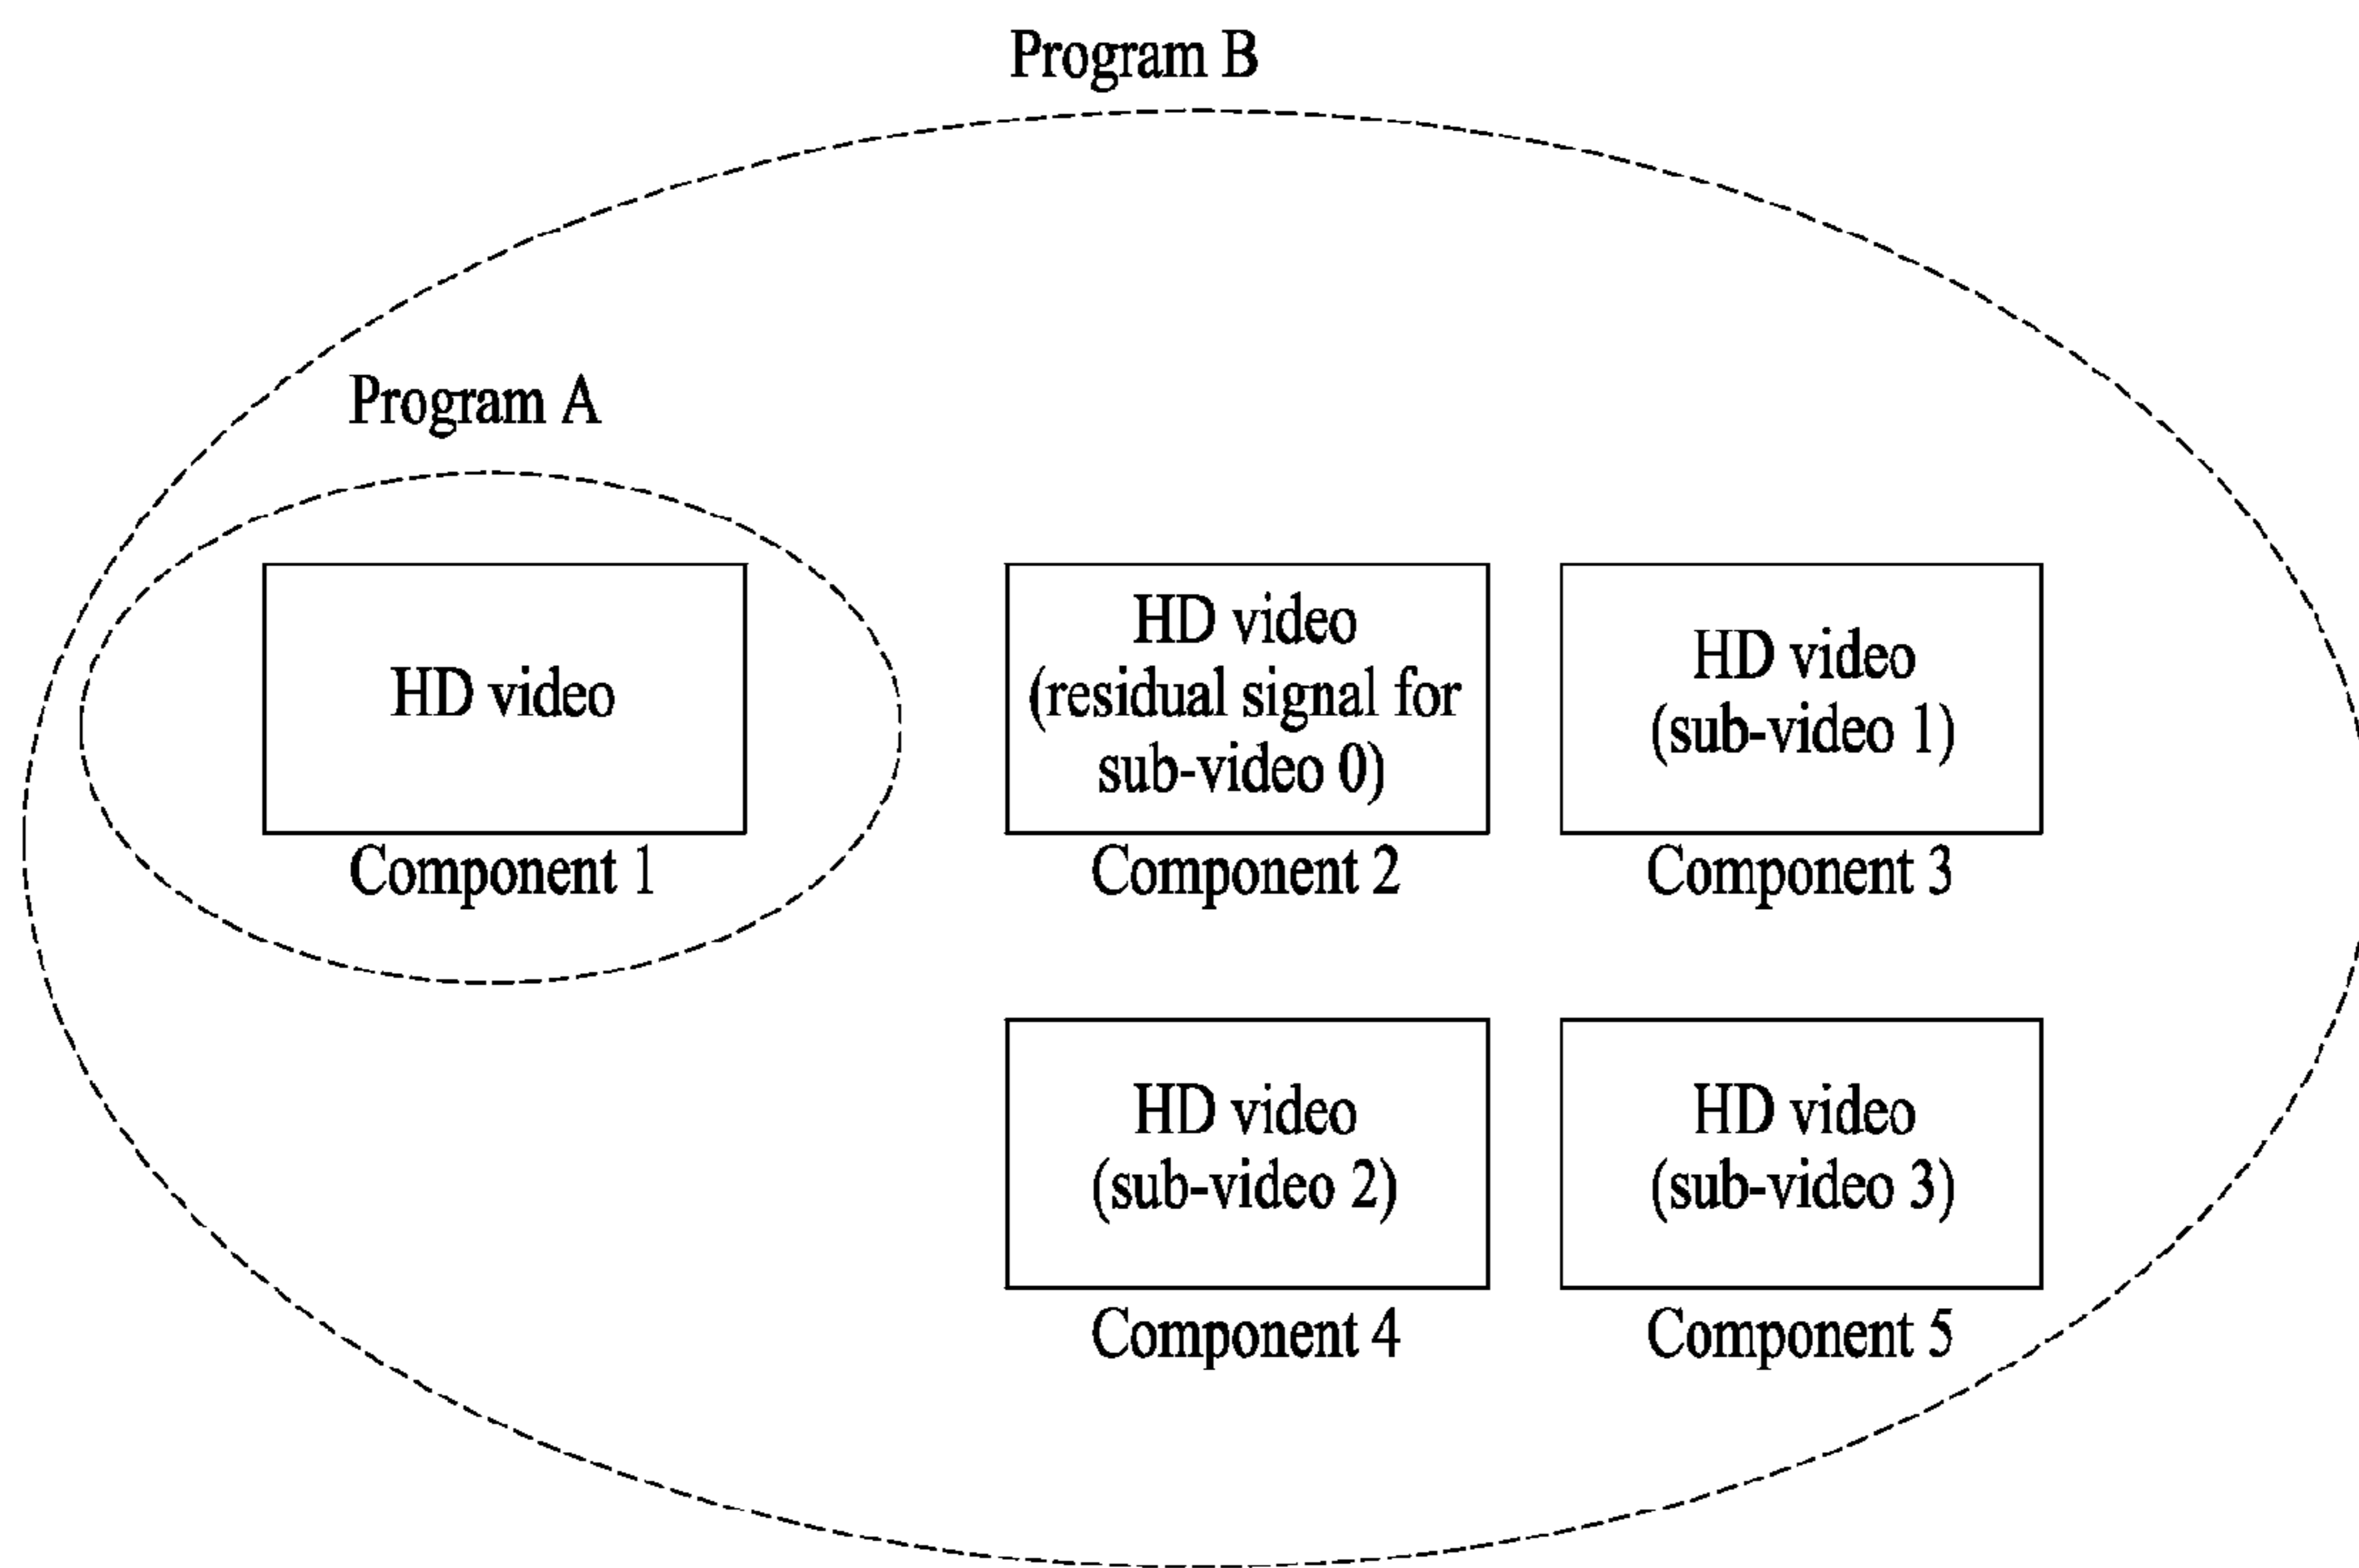 Program B
Program A
HD video
Component 1
HD video
(residual signal for
sub-video 0)
Component 2
HD video
(sub-video 1)
Component 3
HD video
(sub-video 2)
Component 4
HD video
(sub-video 3)
Component 5